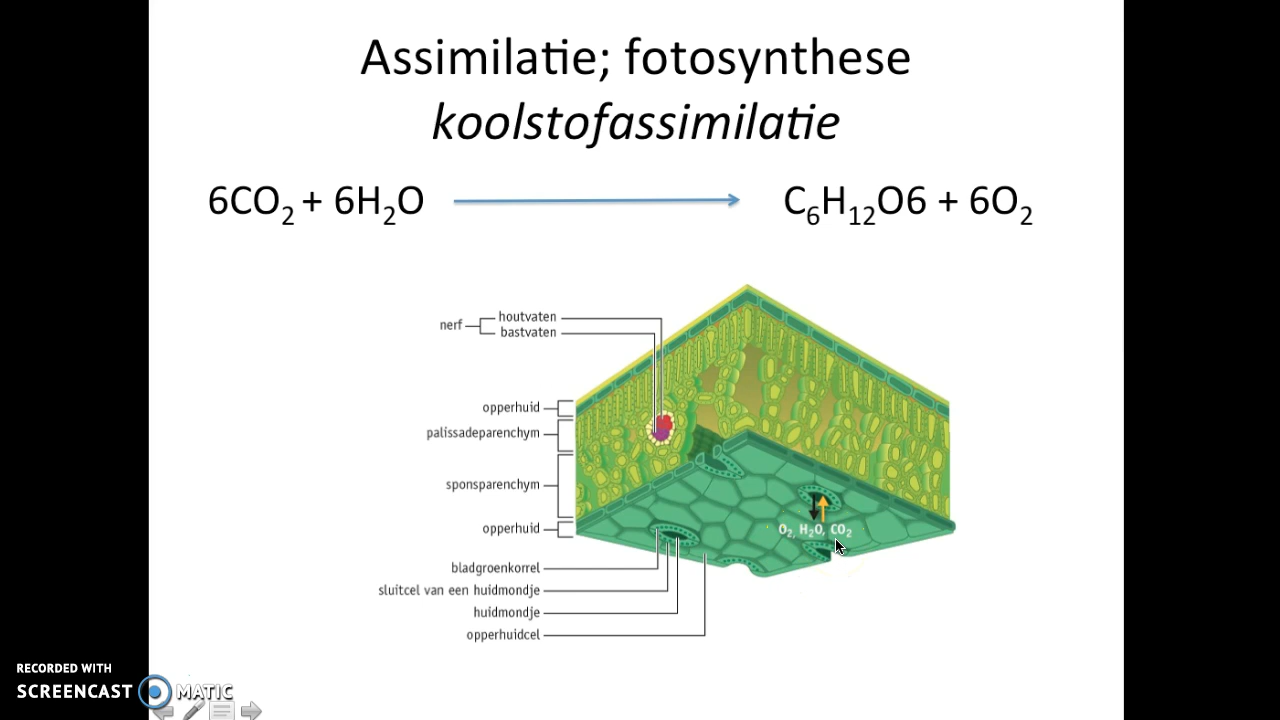 Assimilatie; fotosynthese
koolstofassimilatie
6CO₂ + 6H₂O C₆H₁₂O6 + 6O₂
nerf
houtvaten
bastvaten
opperhuid
palissadeparenchym
sponsparenchym
opperhuid
O₂, H₂O, CO₂
bladgroenkorrel
sluitcel van een huidmondje
huidmondje
opperhuidcel
RECORDED WITH
SCREENCAST MATIC